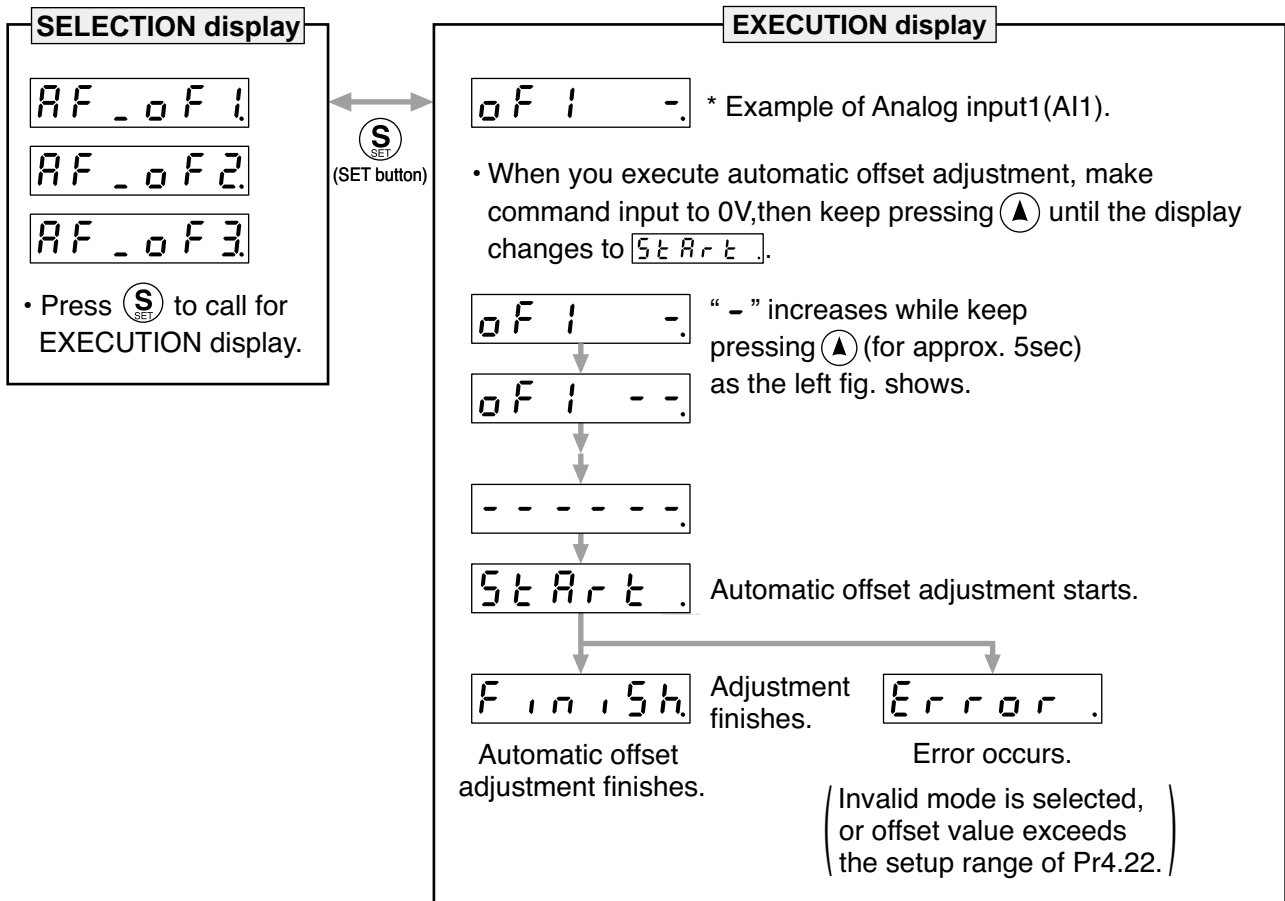 SELECTION display
AF_oF1.
AF_oF2.
AF_oF3.
• Press S SET to call for
EXECUTION display.
S SET
(SET button)
EXECUTION display
oF1 -. * Example of Analog input1(AI1).
• When you execute automatic offset adjustment, make
command input to 0V,then keep pressing ▲ until the display
changes to StArt ..
oF1 -.
“ - ” increases while keep
pressing ▲ (for approx. 5sec)
as the left fig. shows.
oF1 --.
------.
StArt . Automatic offset adjustment starts.
FiniSh.
Adjustment
finishes.
Error .
Automatic offset
adjustment finishes.
Error occurs.
(Invalid mode is selected,
or offset value exceeds
the setup range of Pr4.22.)